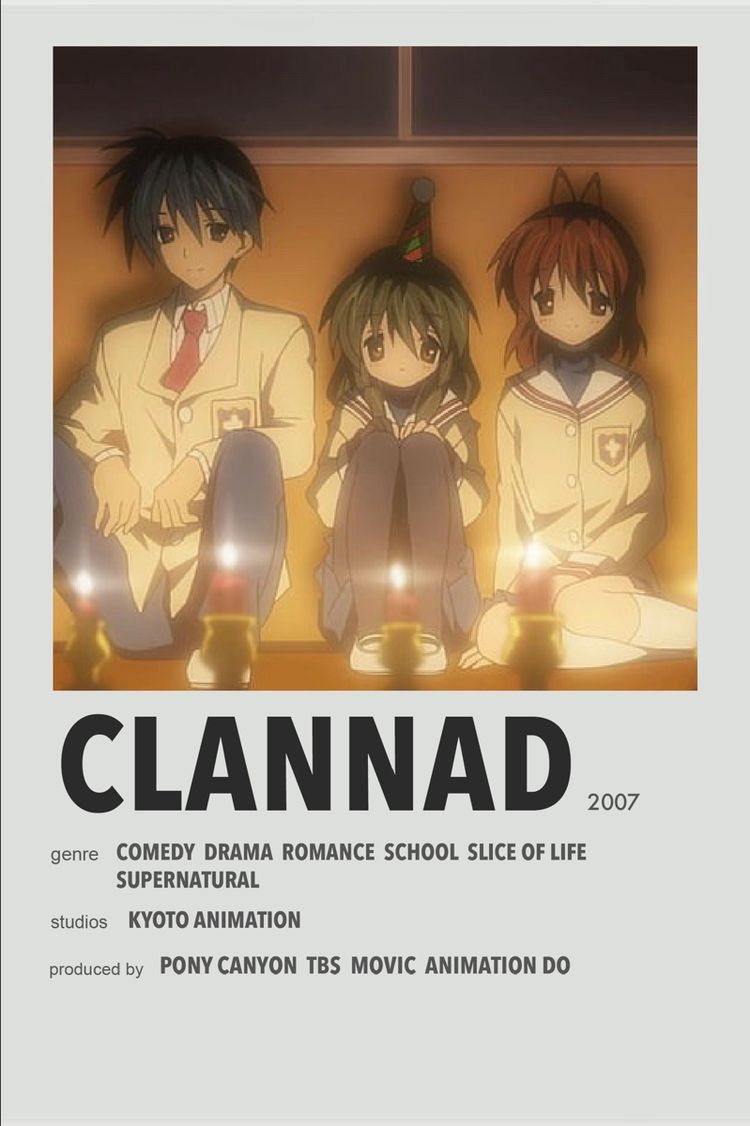 CLANNAD 2007
genre COMEDY DRAMA ROMANCE SCHOOL SLICE OF LIFE
SUPERNATURAL
studios KYOTO ANIMATION
produced by PONY CANYON TBS MOVIC ANIMATION DO